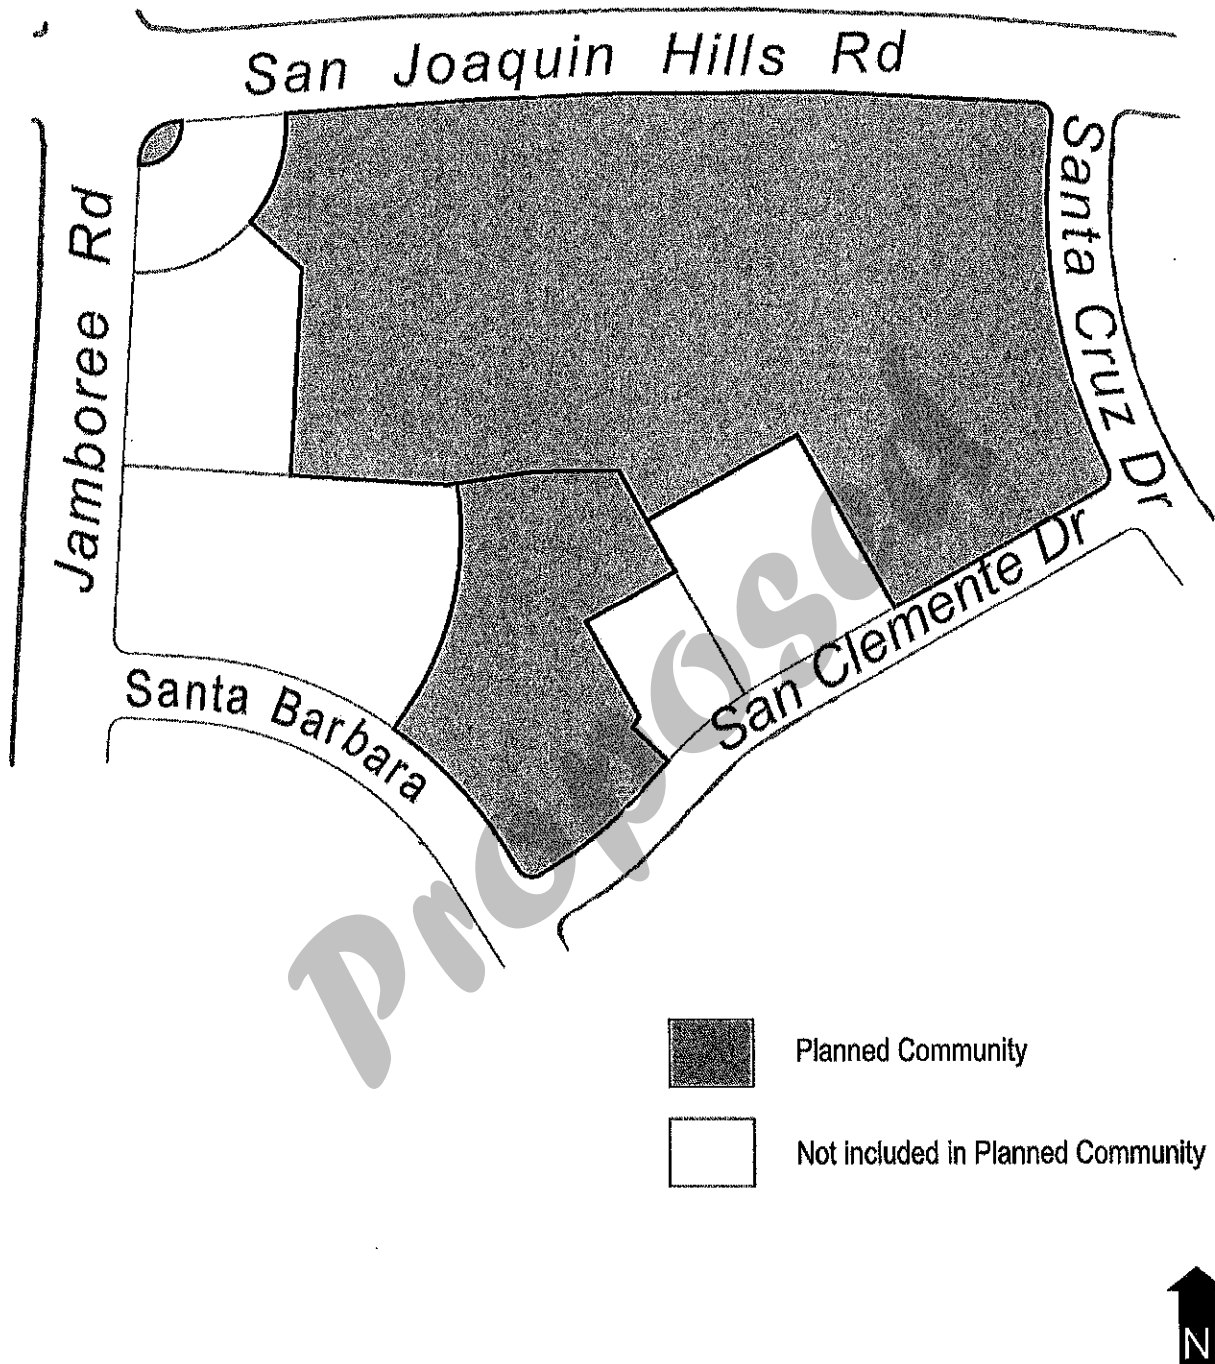 San Joaquin Hills Rd
Santa Cruz Dr
Jamboree Rd
San Clemente Dr
Santa Barbara
Proposed
Planned Community
Not included in Planned Community
N